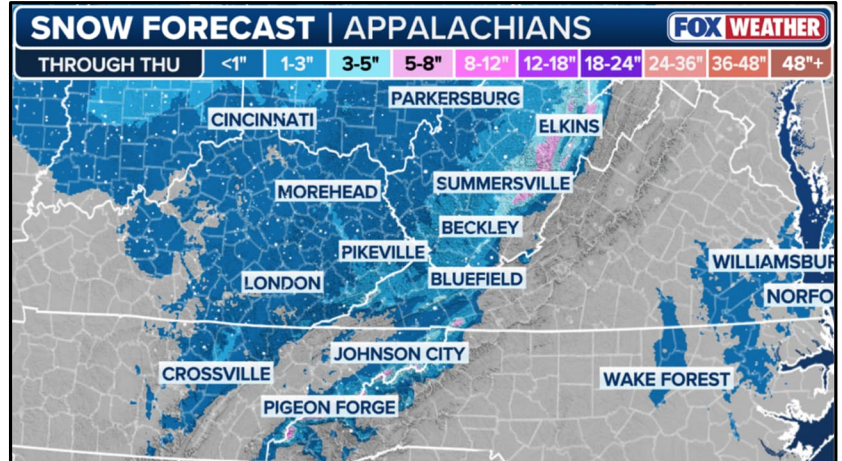 SNOW FORECAST | APPALACHIANS
FOX WEATHER
THROUGH THU <1" 1-3" 3-5" 5-8" 8-12" 12-18" 18-24" 24-36" 36-48" 48"+
PARKERSBURG
CINCINNATI
ELKINS
MOREHEAD
SUMMERSVILLE
BECKLEY
PIKEVILLE
WILLIAMSBUR
LONDON
BLUEFIELD
NORFO
JOHNSON CITY
CROSSVILLE
WAKE FOREST
PIGEON FORGE